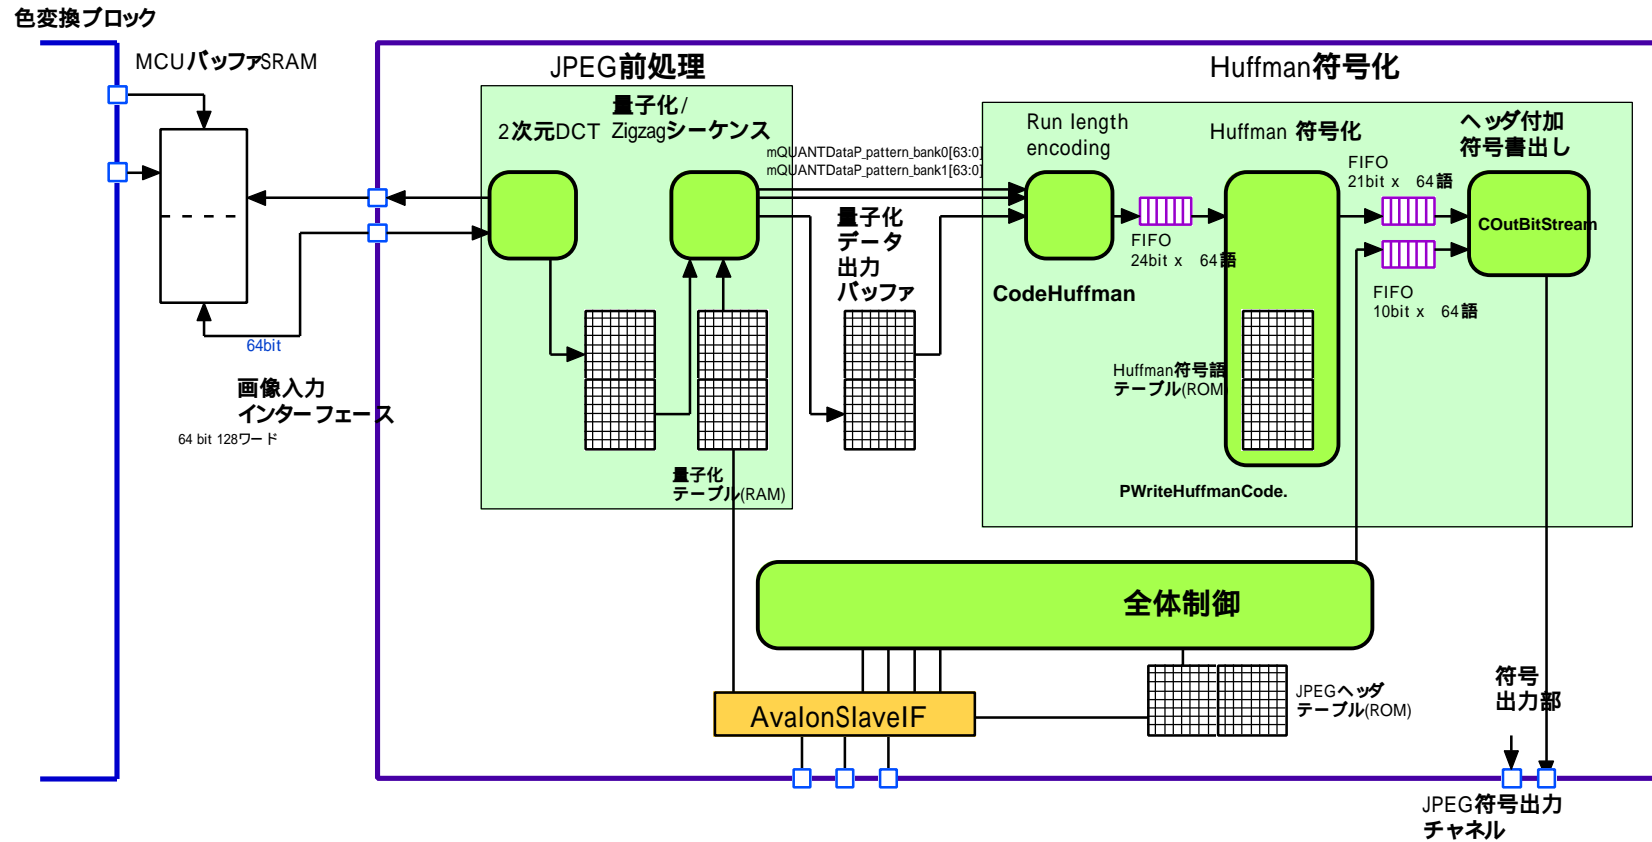 色変換ブロック
MCUバッファSRAM
JPEG前処理
Huffman符号化
量子化/
2次元DCT Zigzagシーケンス
mQUANTDataP_pattern_bank0[63:0]
mQUANTDataP_pattern_bank1[63:0]
Run length
encoding
Huffman 符号化
ヘッダ付加
符号書出し
FIFO
21bit x 64語
量子化
データ
出力
バッファ
COutBitStream
FIFO
24bit x 64語
CodeHuffman
FIFO
10bit x 64語
64bit
画像入力
インターフェース
64 bit 128ワード
Huffman符号語
テーブル(ROM
量子化
テーブル(RAM)
PWriteHuffmanCode.
全体制御
AvalonSlaveIF
JPEGヘッダ
テーブル(ROM)
符号
出力部
JPEG符号出力
チャネル